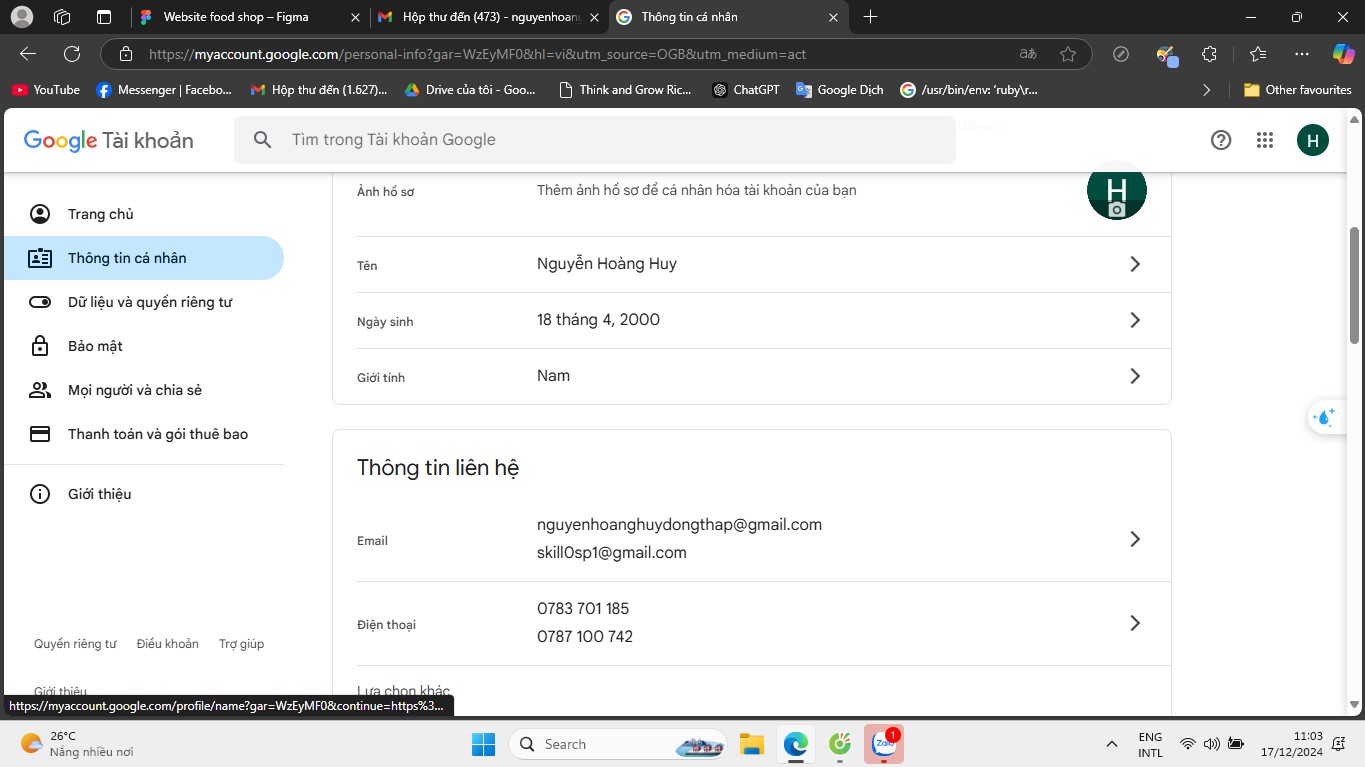 Website food shop – Figma
Hộp thư đến (473) - nguyenhoang
Thông tin cá nhân
https://myaccount.google.com/personal-info?gar=WzEyMF0&hl=vi&utm_source=OGB&utm_medium=act
YouTube
Messenger | Facebo...
Hộp thư đến (1.627)...
Drive của tôi - Goo...
Think and Grow Ric...
ChatGPT
Google Dịch
/usr/bin/env: ‘ruby\r...
Other favourites
Google Tài khoản
Tìm trong Tài khoản Google
H
Trang chủ
Thông tin cá nhân
Dữ liệu và quyền riêng tư
Bảo mật
Mọi người và chia sẻ
Thanh toán và gói thuê bao
Giới thiệu
Quyền riêng tư Điều khoản Trợ giúp
Giới thiệu
Ảnh hồ sơ Thêm ảnh hồ sơ để cá nhân hóa tài khoản của bạn H
Tên Nguyễn Hoàng Huy
Ngày sinh 18 tháng 4, 2000
Giới tính Nam
Thông tin liên hệ
Email
nguyenhoanghuydongthap@gmail.com
skill0sp1@gmail.com
Điện thoại
0783 701 185
0787 100 742
Lựa chọn khác
https://myaccount.google.com/profile/name?gar=WzEyMF0&continue=https%3...
26°C
Nắng nhiều nơi
Search
Zalo
1
ENG
INTL
11:03
17/12/2024